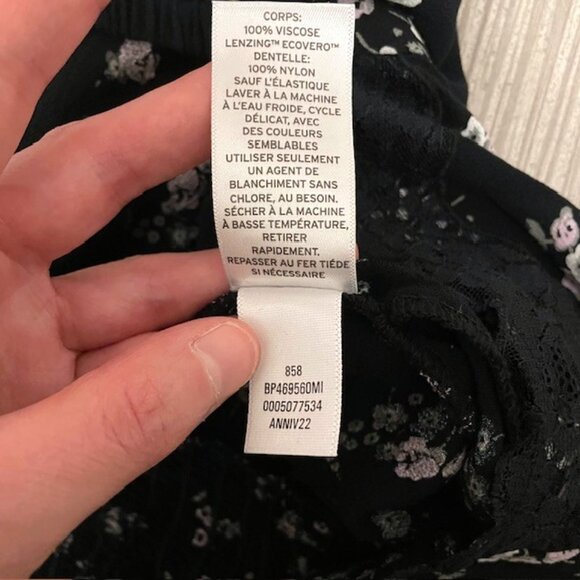 CORPS:
100% VISCOSE
LENZING™ ECOVERO™
DENTELLE:
100% NYLON
SAUF L'ÉLASTIQUE
LAVER À LA MACHINE
À L'EAU FROIDE, CYCLE
DÉLICAT, AVEC
DES COULEURS
SEMBLABLES
UTILISER SEULEMENT
UN AGENT DE
BLANCHIMENT SANS
CHLORE, AU BESOIN.
SÉCHER À LA MACHINE
À BASSE TEMPÉRATURE,
RETIRER
RAPIDEMENT.
REPASSER AU FER TIÉDE
SI NÉCESSAIRE
858
BP469560MI
0005077534
ANNIV22